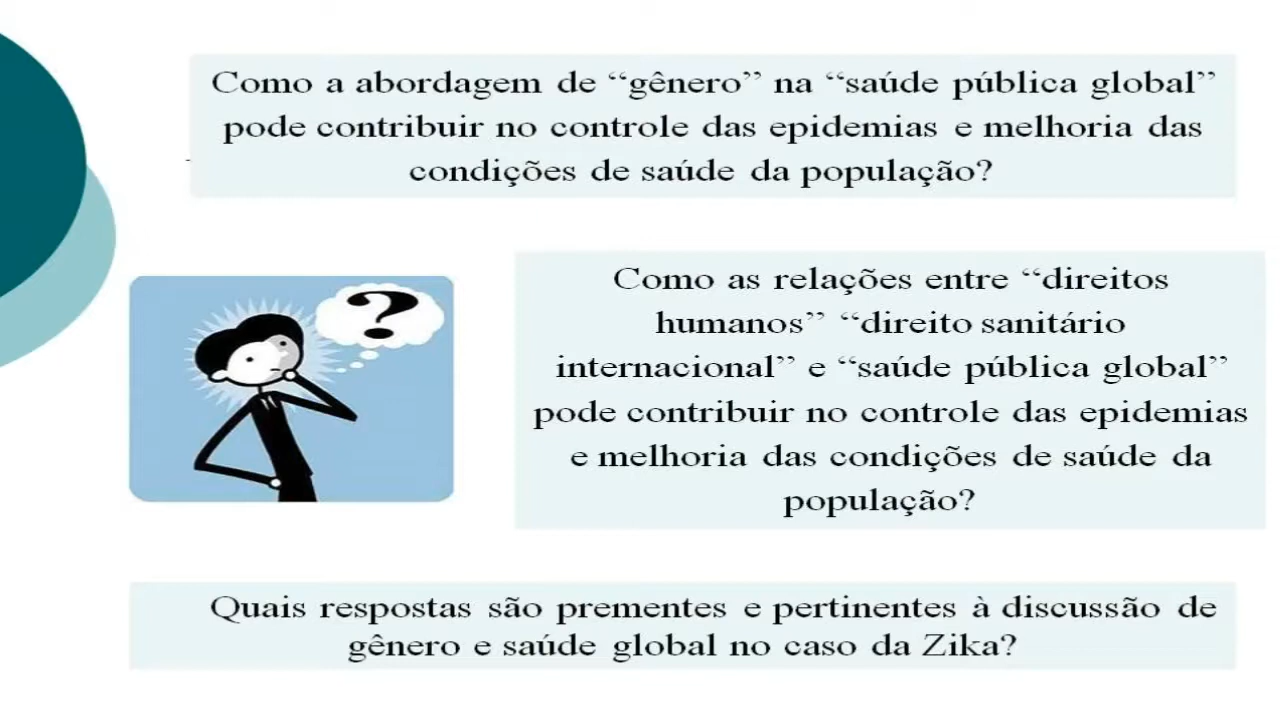 Como a abordagem de “gênero” na “saúde pública global”
pode contribuir no controle das epidemias e melhoria das
condições de saúde da população?
?
Como as relações entre “direitos
humanos” “direito sanitário
internacional” e “saúde pública global”
pode contribuir no controle das epidemias
e melhoria das condições de saúde da
população?
Quais respostas são prementes e pertinentes à discussão de
gênero e saúde global no caso da Zika?